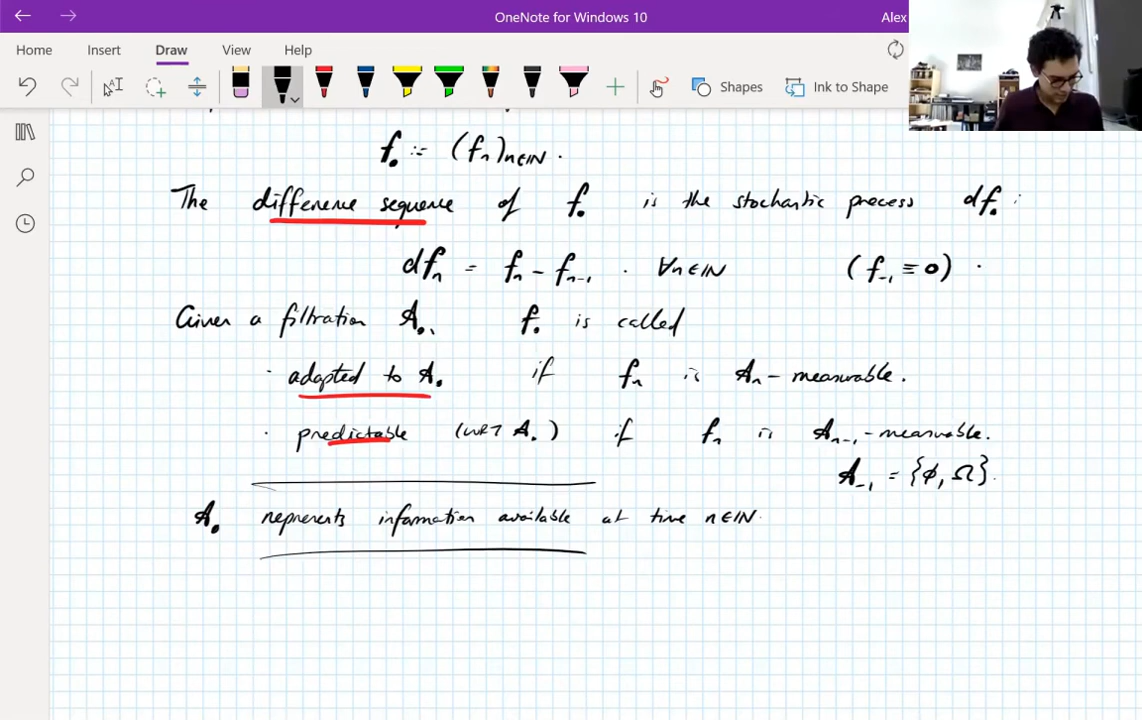 OneNote for Windows 10
Alex
Home Insert Draw View Help
Shapes Ink to Shape
f. := (fn)n∈ℕ.
The difference sequence of f. is the stochastic process df. :
dfn = fn - fn-1 . ∀n∈ℕ (f-1 ≡ 0) .
Given a filtration A., f. is called
· adapted to A. if fn is An-measurable.
· predictable (WRT A.) if fn is An-1-measurable.
A-1 = {ϕ, Ω}.
A. represents information available at time n∈ℕ.